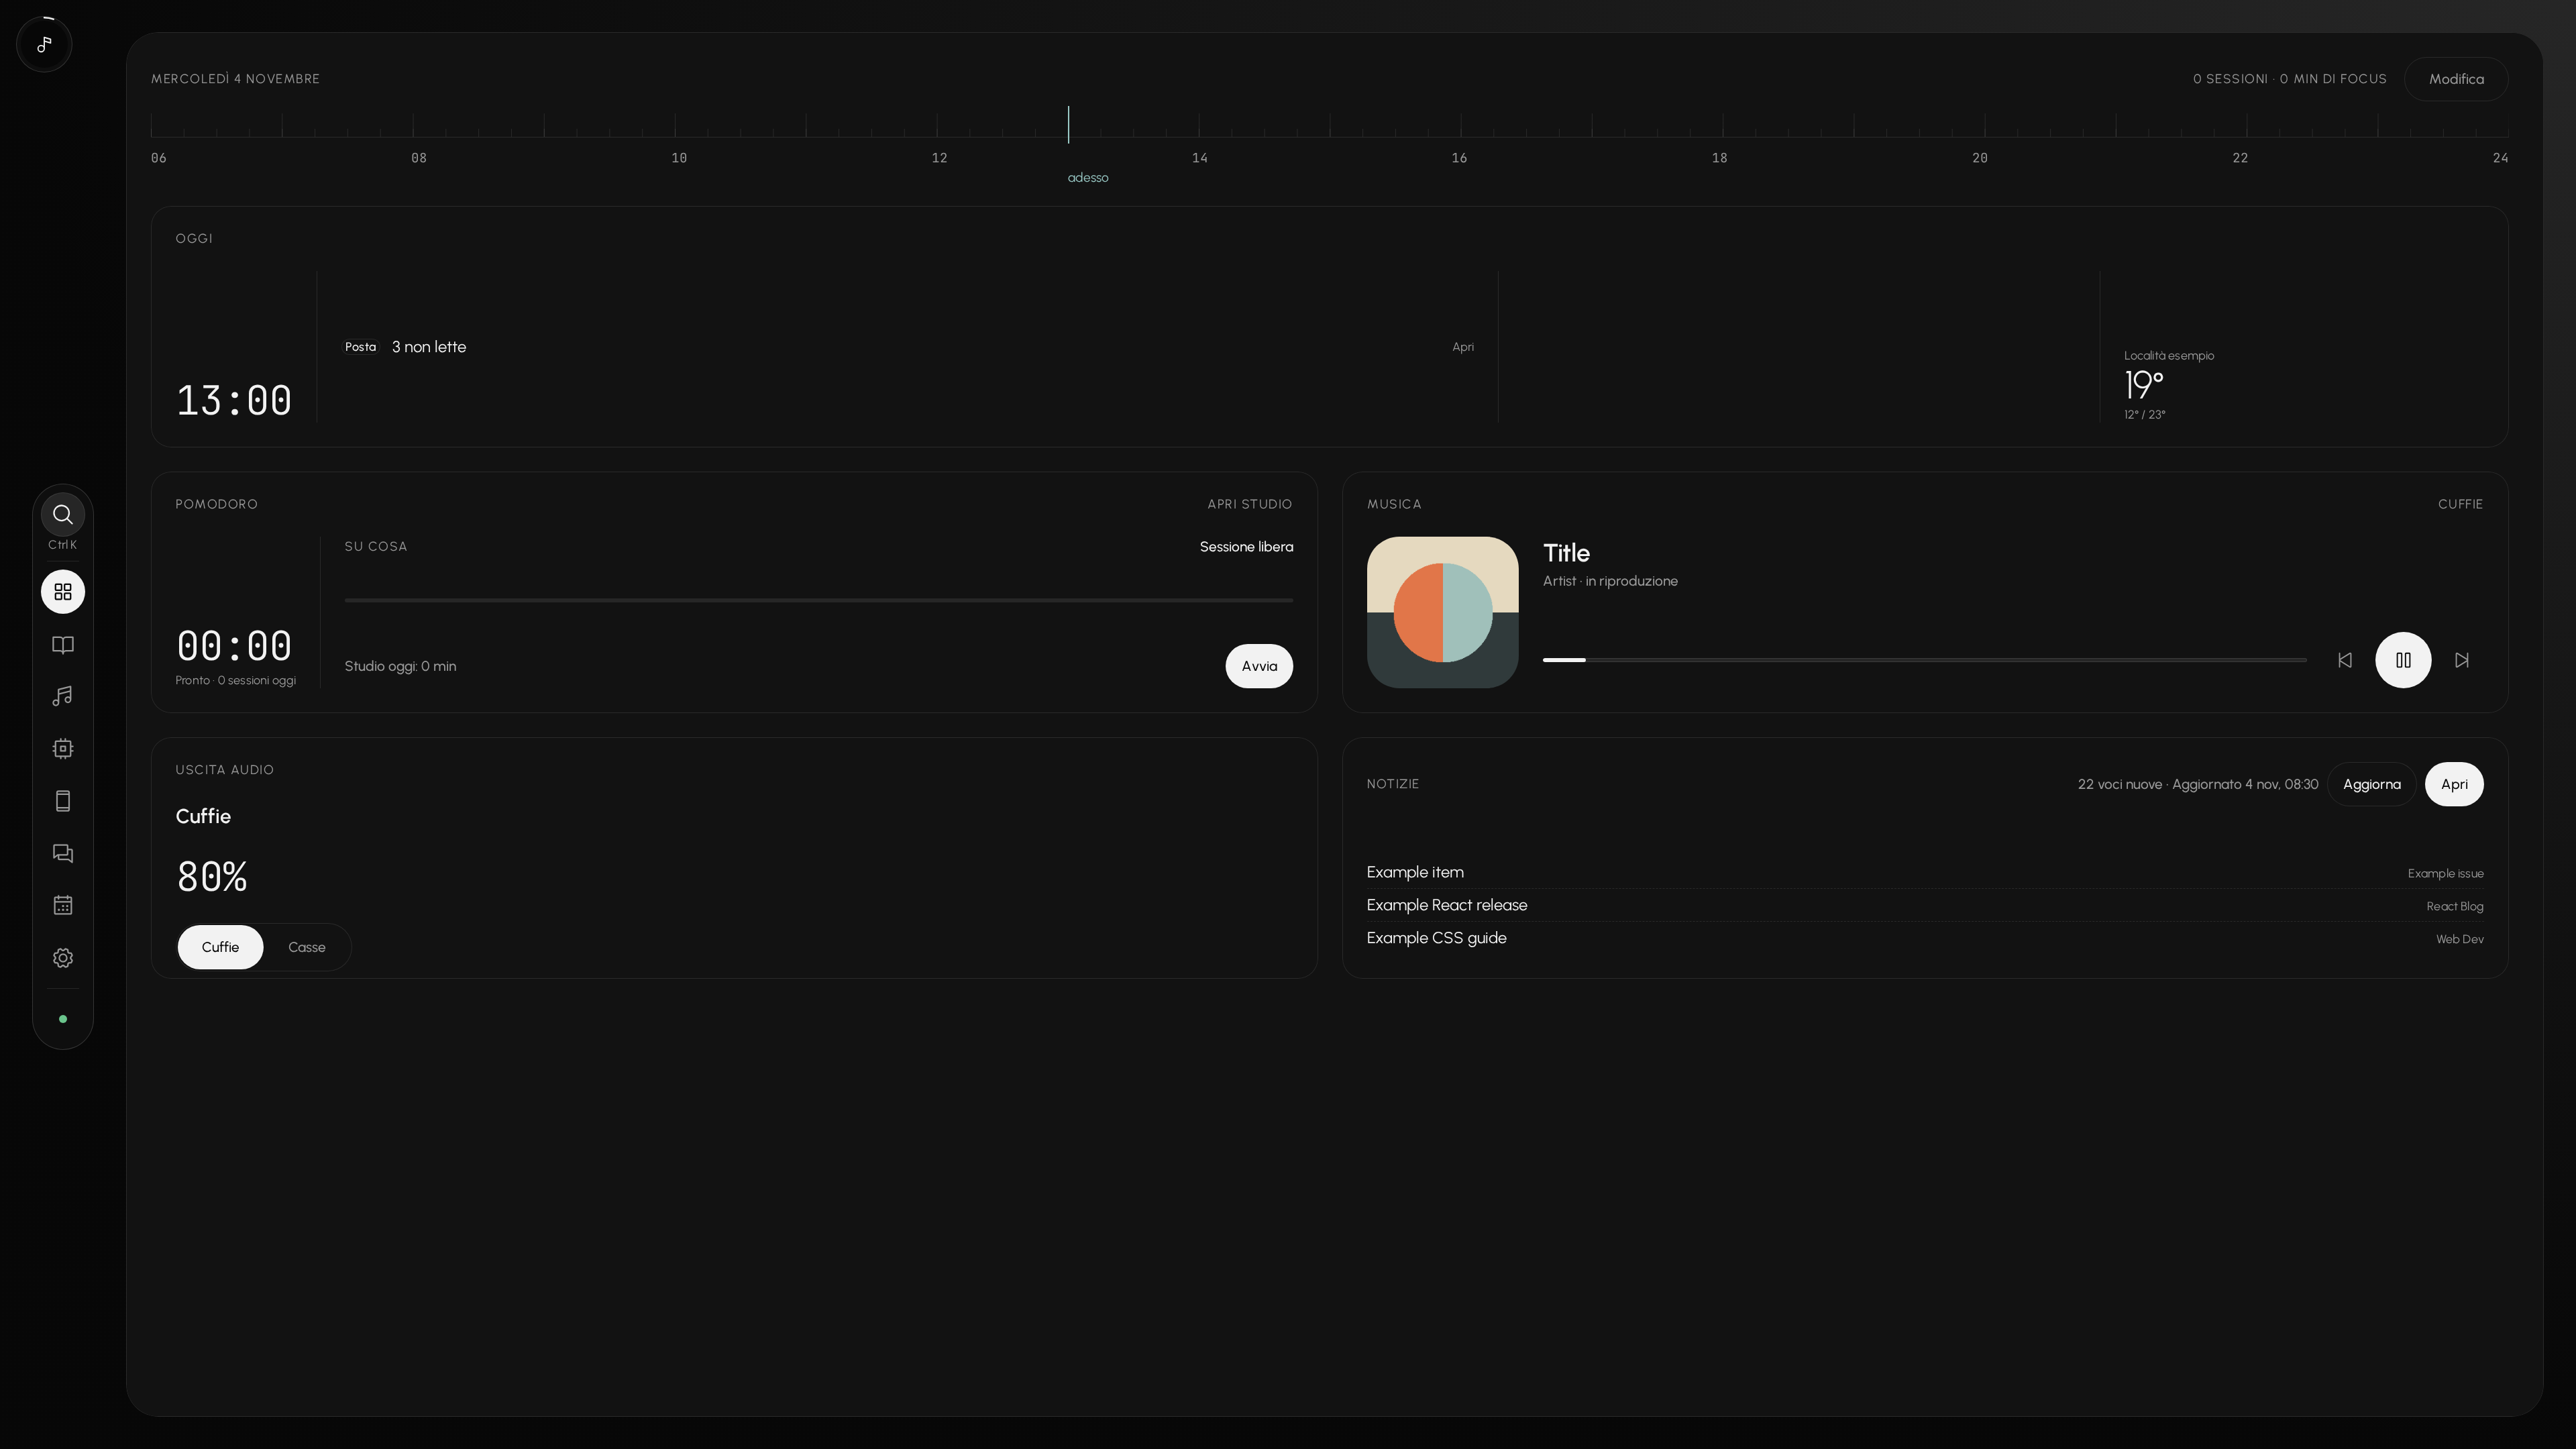 MERCOLEDÌ 4 NOVEMBRE
0 SESSIONI · 0 MIN DI FOCUS
Modifica
06 08 10 12 14 16 18 20 22 24
adesso
OGGI
13:00
Posta 3 non lette
Apri
Località esempio
19°
12° / 23°
Ctrl K
POMODORO
APRI STUDIO
SU COSA
Sessione libera
00:00
Pronto · 0 sessioni oggi
Studio oggi: 0 min
Avvia
MUSICA
CUFFIE
Title
Artist · in riproduzione
USCITA AUDIO
Cuffie
80%
Cuffie
Casse
NOTIZIE
22 voci nuove · Aggiornato 4 nov, 08:30
Aggiorna
Apri
Example item
Example issue
Example React release
React Blog
Example CSS guide
Web Dev